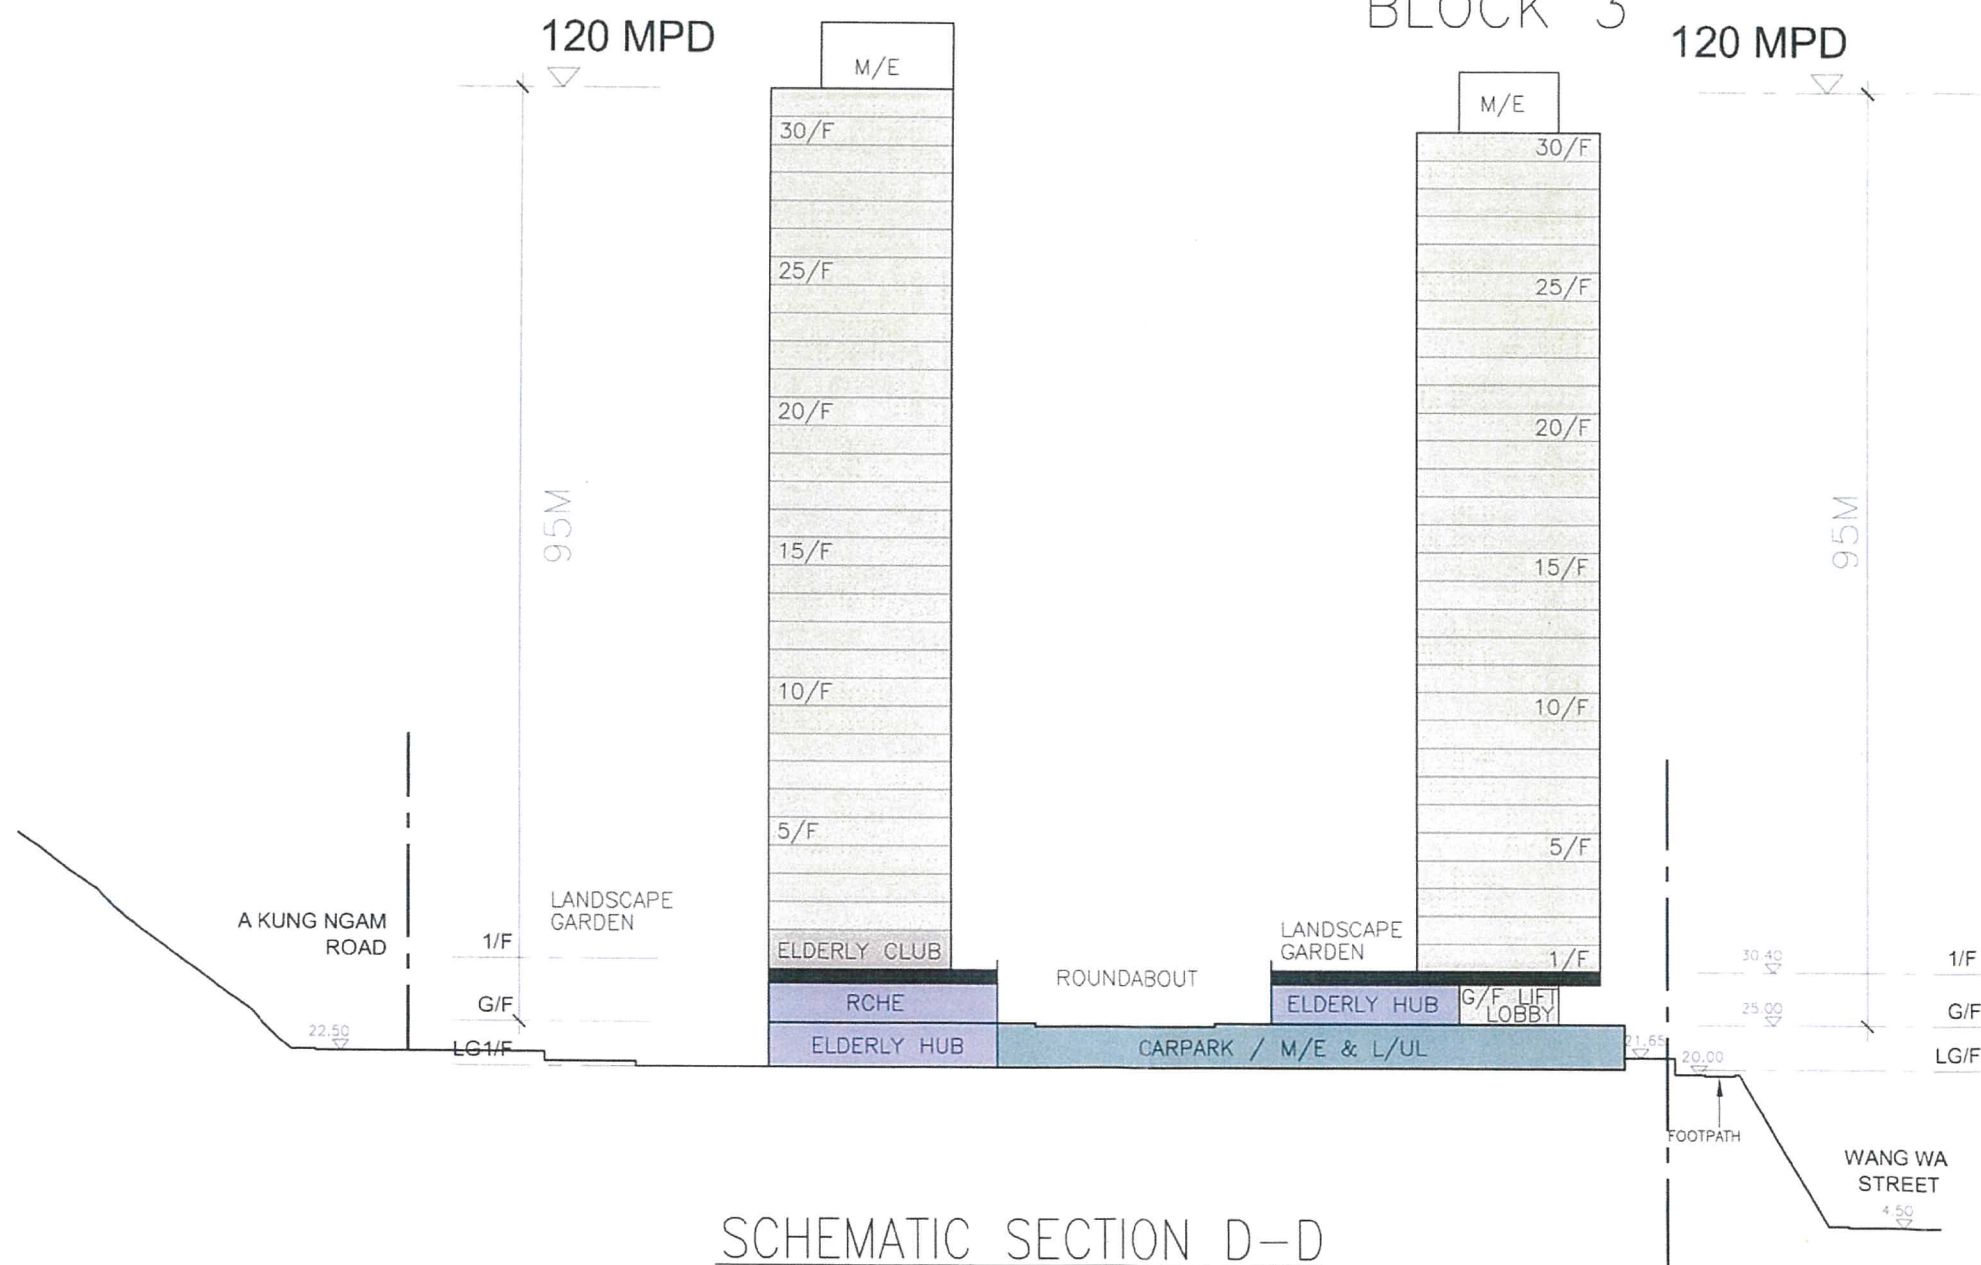 BLOCK 3
120 MPD
120 MPD
M/E
M/E
30/F
30/F
25/F
25/F
20/F
20/F
95M
95M
15/F
15/F
10/F
10/F
5/F
5/F
LANDSCAPE
GARDEN
A KUNG NGAM
ROAD
1/F
ELDERLY CLUB
LANDSCAPE
GARDEN
1/F
30.40
1/F
ROUNDABOUT
G/F
RCHE
ELDERLY HUB
G/F LIFT
LOBBY
25.00
G/F
22.50
LG1/F
ELDERLY HUB
CARPARK / M/E & L/UL
21.65
20.00
LG/F
FOOTPATH
WANG WA
STREET
4.50
SCHEMATIC SECTION D-D